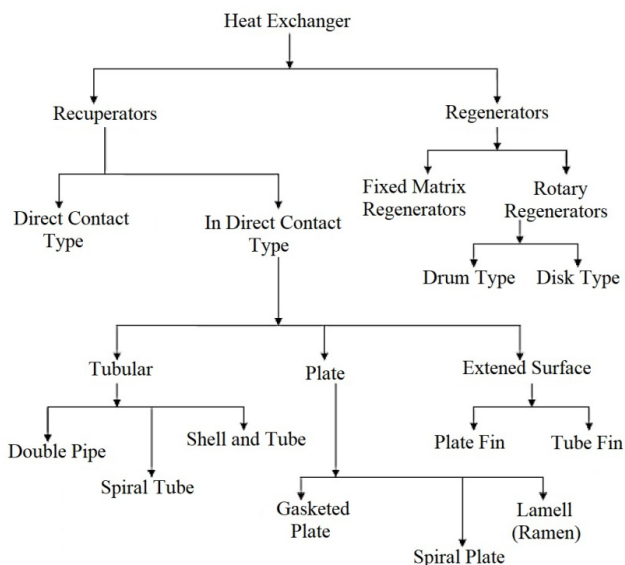 Heat Exchanger
Recuperators
Regenerators
Direct Contact
Type
In Direct Contact
Type
Fixed Matrix
Regenerators
Rotary
Regenerators
Drum Type
Disk Type
Tubular
Plate
Extened Surface
Double Pipe
Spiral Tube
Shell and Tube
Gasketed
Plate
Spiral Plate
Lamell
(Ramen)
Plate Fin
Tube Fin